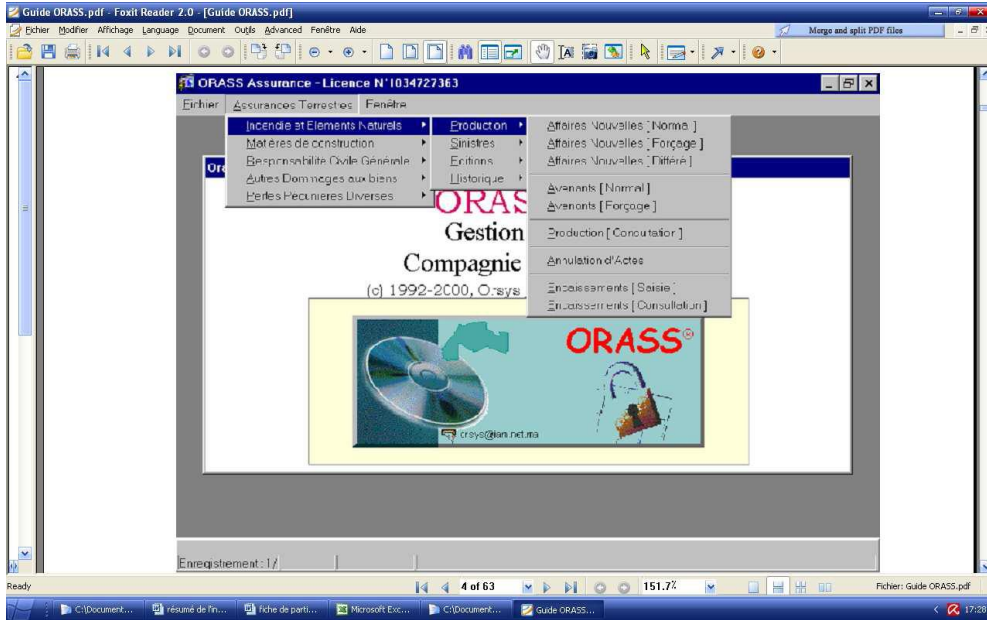 Guide ORASS.pdf - Foxit Reader 2.0 - [Guide ORASS.pdf]
Fichier Modifier Affichage Language Document Outils Advanced Fenêtre Aide
Merge and split PDF files
ORASS Assurance - Licence N°1034727363
Fichier Assurances Terrestres Fenêtre
Incendie et Elements Naturels
Production
Affaires Nouvelles [ Normal ]
Matières de construction
Sinistres
Affaires Nouvelles [ Forçage ]
Responsabilité Civile Générale
Editions
Affaires Nouvelles [ Différé ]
Autres Dommages aux biens
Historique
Avenants [ Normal ]
Pertes Pécunieres Diverses
Avenants [ Forçage ]
ORAS
Gestion
Production [ Consultation ]
Compagnie
Annulation d'Actes
(c) 1992-2000, Orsys
Encaissements [ Saisie ]
Encaissements [ Consultation ]
ORASS®
orsys@iam.net.ma
Enregistrement : 1/
Ready
4 of 63
151.7%
Fichier: Guide ORASS.pdf
C:\Document...
résumé de l'in...
fiche de parti...
Microsoft Exc...
C:\Document...
Guide ORASS...
17:28